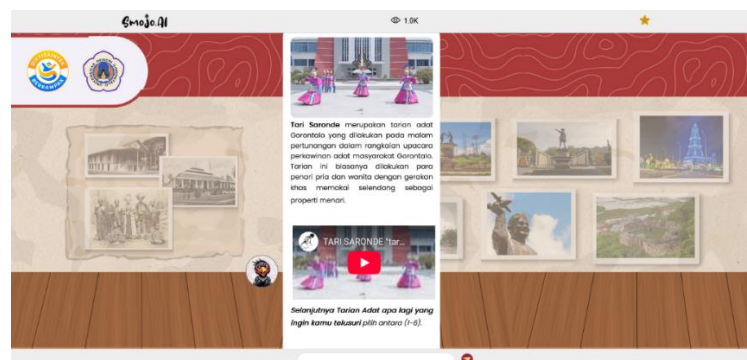 Smojo.AI
1.0K
Tari Saronde merupakan tarian adat
Gorontalo yang dilakukan pada malam
pertunangan dalam rangkaian upacara
perkawinan adat masyarakat Gorontalo.
Tarian ini biasanya dilakukan para
penari pria dan wanita dengan gerakan
khas memakai selendang sebagai
properti menari.
TARI SARONDE "tar...
Selanjutnya Tarian Adat apa lagi yang
ingin kamu telusuri pilih antara (1-6).